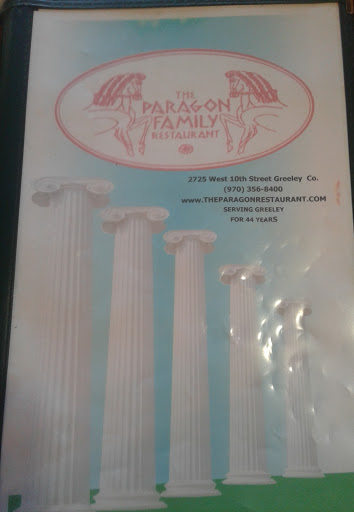 THE
PARAGON
FAMILY
RESTAURANT
2725 West 10th Street Greeley Co.
(970) 356-8400
www.THEPARAGONRESTAURANT.COM
SERVING GREELEY
FOR 44 YEARS